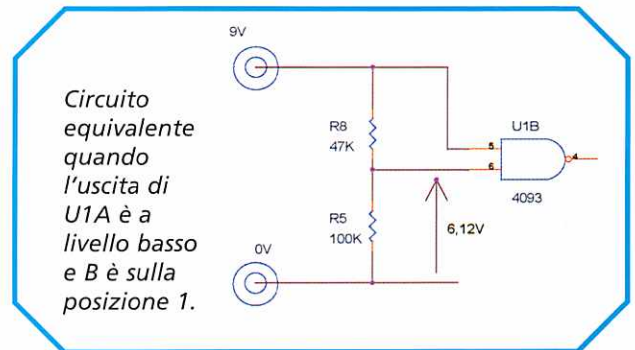 9V
Circuito
equivalente
quando
l'uscita di
U1A è a
livello basso
e B è sulla
posizione 1.
R8
47K
U1B
5
6
4
4093
R5
100K
6,12V
0V